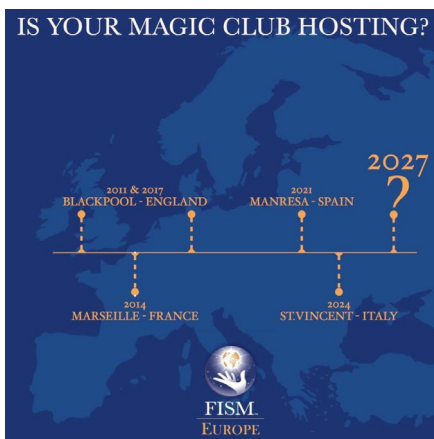 IS YOUR MAGIC CLUB HOSTING?
2027
?
2011 & 2017
BLACKPOOL - ENGLAND
2021
MANRESA - SPAIN
2014
MARSEILLE - FRANCE
2024
ST.VINCENT - ITALY
FISM™
EUROPE